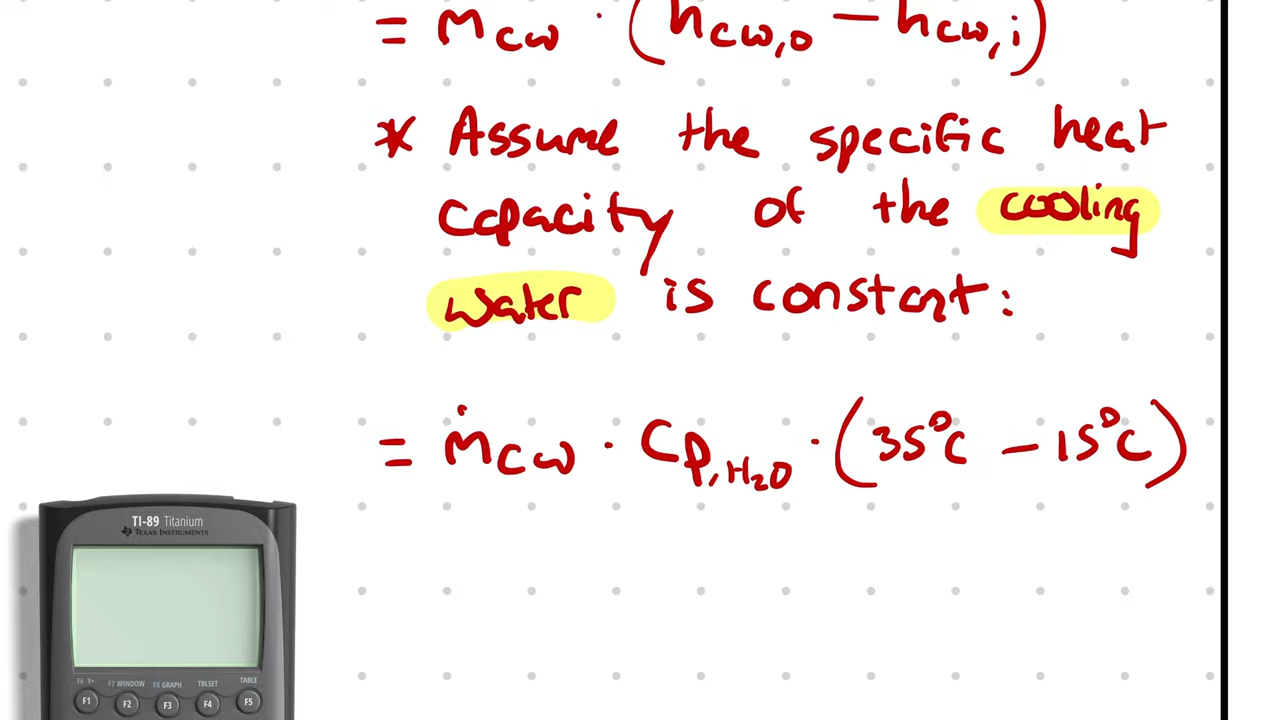 = ṁcw · (hcw,o − hcw,i)
* Assume the specific heat
capacity of the cooling
water is constant:
= ṁcw · Cp,H₂O · (35°C − 15°C)
TI-89 Titanium
TEXAS INSTRUMENTS
F6 Y= F7 WINDOW F8 GRAPH TBLSET TABLE
F1 F2 F3 F4 F5